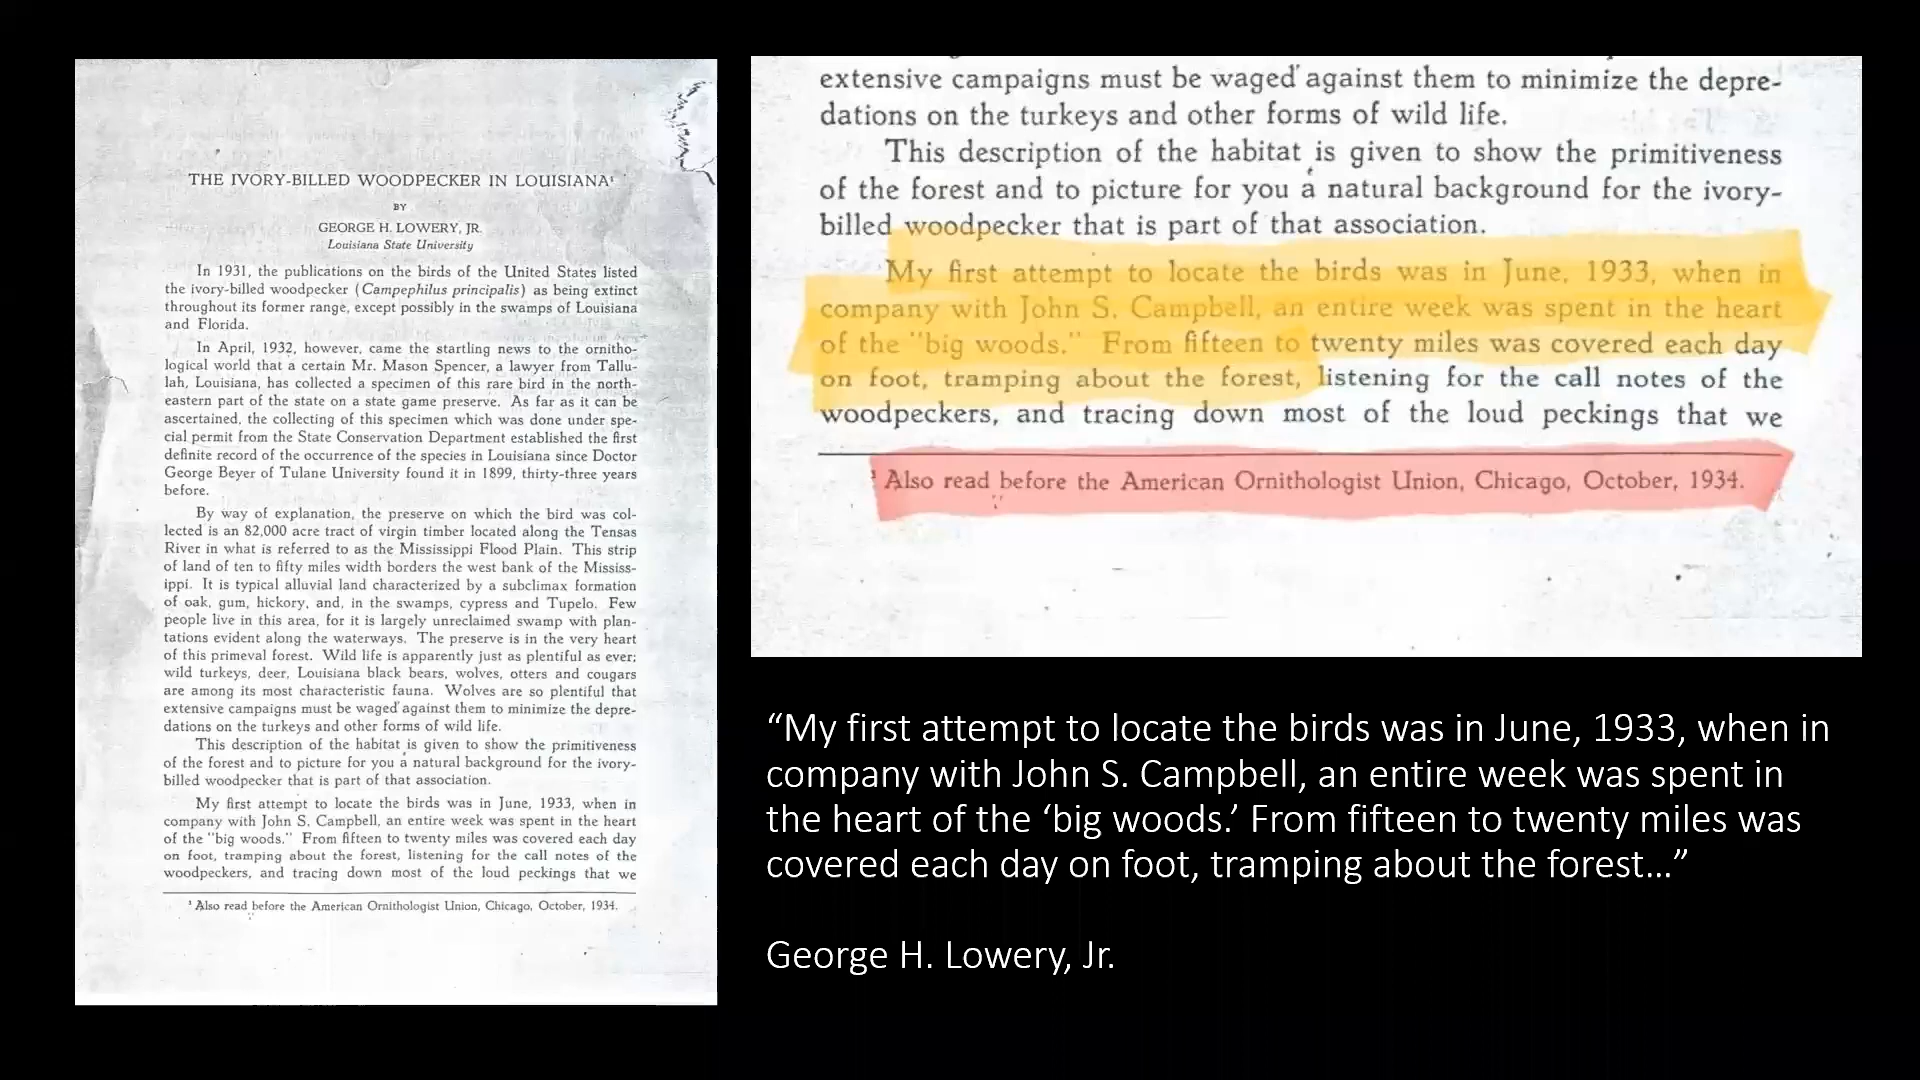 THE IVORY-BILLED WOODPECKER IN LOUISIANA¹
BY
GEORGE H. LOWERY, JR.
Louisiana State University
In 1931, the publications on the birds of the United States listed
the ivory-billed woodpecker (Campephilus principalis) as being extinct
throughout its former range, except possibly in the swamps of Louisiana
and Florida.
In April, 1932, however, came the startling news to the ornitho-
logical world that a certain Mr. Mason Spencer, a lawyer from Tallu-
lah, Louisiana, has collected a specimen of this rare bird in the north-
eastern part of the state on a state game preserve. As far as it can be
ascertained, the collecting of this specimen which was done under spe-
cial permit from the State Conservation Department established the first
definite record of the occurrence of the species in Louisiana since Doctor
George Beyer of Tulane University found it in 1899, thirty-three years
before.
By way of explanation, the preserve on which the bird was col-
lected is an 82,000 acre tract of virgin timber located along the Tensas
River in what is referred to as the Mississippi Flood Plain. This strip
of land of ten to fifty miles width borders the west bank of the Missis-
ippi. It is typical alluvial land characterized by a subclimax formation
of oak, gum, hickory, and, in the swamps, cypress and Tupelo. Few
people live in this area, for it is largely unreclaimed swamp with plan-
tations evident along the waterways. The preserve is in the very heart
of this primeval forest. Wild life is apparently just as plentiful as ever;
wild turkeys, deer, Louisiana black bears, wolves, otters and cougars
are among its most characteristic fauna. Wolves are so plentiful that
extensive campaigns must be waged against them to minimize the depre-
dations on the turkeys and other forms of wild life.
This description of the habitat is given to show the primitiveness
of the forest and to picture for you a natural background for the ivory-
billed woodpecker that is part of that association.
My first attempt to locate the birds was in June, 1933, when in
company with John S. Campbell, an entire week was spent in the heart
of the "big woods." From fifteen to twenty miles was covered each day
on foot, tramping about the forest, listening for the call notes of the
woodpeckers, and tracing down most of the loud peckings that we
¹ Also read before the American Ornithologist Union, Chicago, October, 1934.
extensive campaigns must be waged against them to minimize the depre-
dations on the turkeys and other forms of wild life.
This description of the habitat is given to show the primitiveness
of the forest and to picture for you a natural background for the ivory-
billed woodpecker that is part of that association.
My first attempt to locate the birds was in June, 1933, when in
company with John S. Campbell, an entire week was spent in the heart
of the "big woods." From fifteen to twenty miles was covered each day
on foot, tramping about the forest, listening for the call notes of the
woodpeckers, and tracing down most of the loud peckings that we
¹ Also read before the American Ornithologist Union, Chicago, October, 1934.
“My first attempt to locate the birds was in June, 1933, when in
company with John S. Campbell, an entire week was spent in
the heart of the ‘big woods.’ From fifteen to twenty miles was
covered each day on foot, tramping about the forest…”
George H. Lowery, Jr.